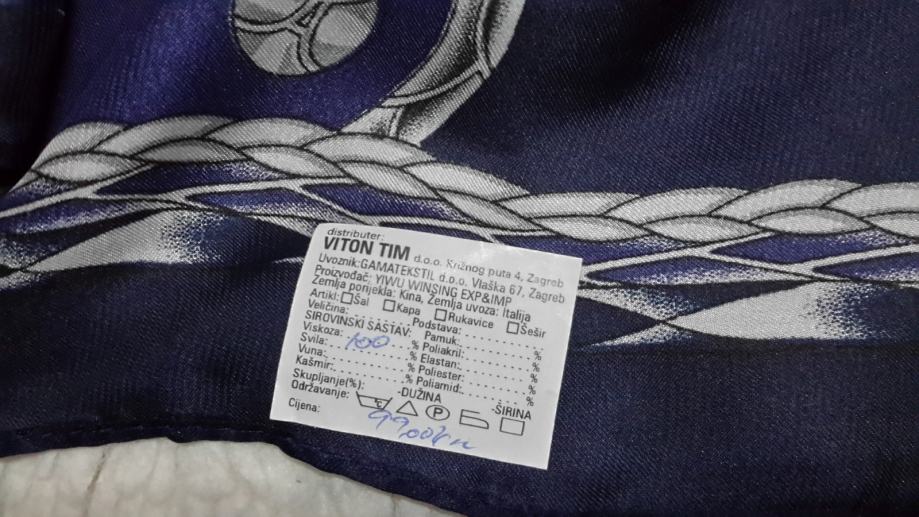 distributer:
VITON TIM d.o.o. Križnog puta 4, Zagreb
Uvoznik:GAMATEKSTIL d.o.o. Vlaška 67, Zagreb
Proizvođač: YIWU WINSING EXP&IMP
Zemlja porijekla: Kina, Zemlja uvoza: Italija
Artikl: Šal Kapa Rukavice Šešir
Veličina: Podstava:
SIROVINSKI SASTAV: Pamuk: %
Viskoza: % Poliakril: %
Svila: 100 % Elastan: %
Vuna: % Poliester: %
Kašmir: % Poliamid: %
Skupljanje(%): -DUŽINA -ŠIRINA
Održavanje: °C P
Cijena: 99,00kn